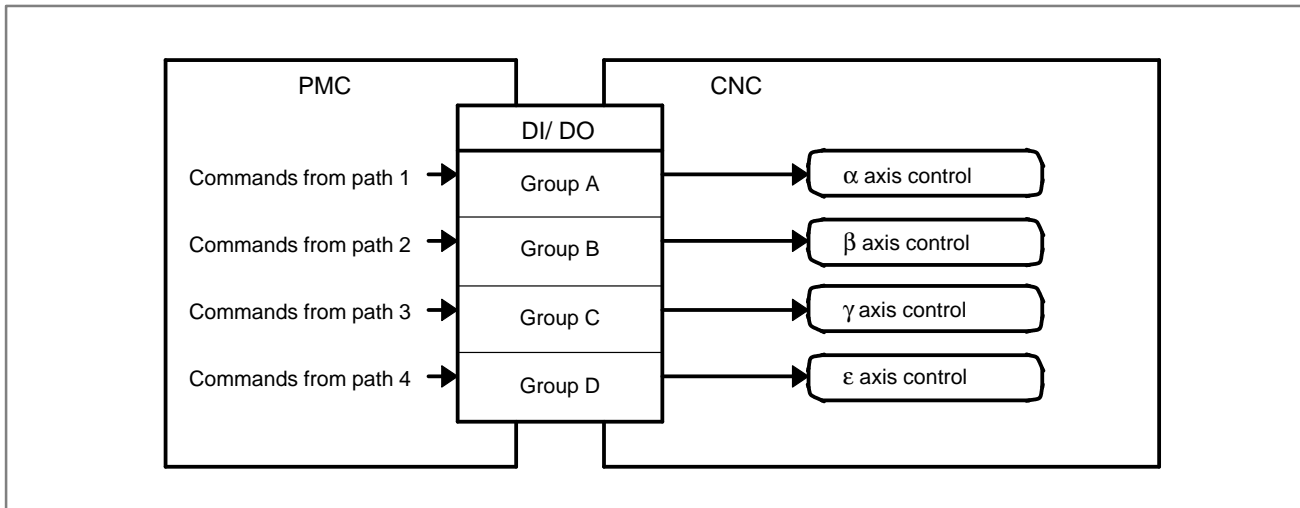 PMC
CNC
DI/ DO
Commands from path 1
Group A
α axis control
Commands from path 2
Group B
β axis control
Commands from path 3
Group C
γ axis control
Commands from path 4
Group D
ε axis control